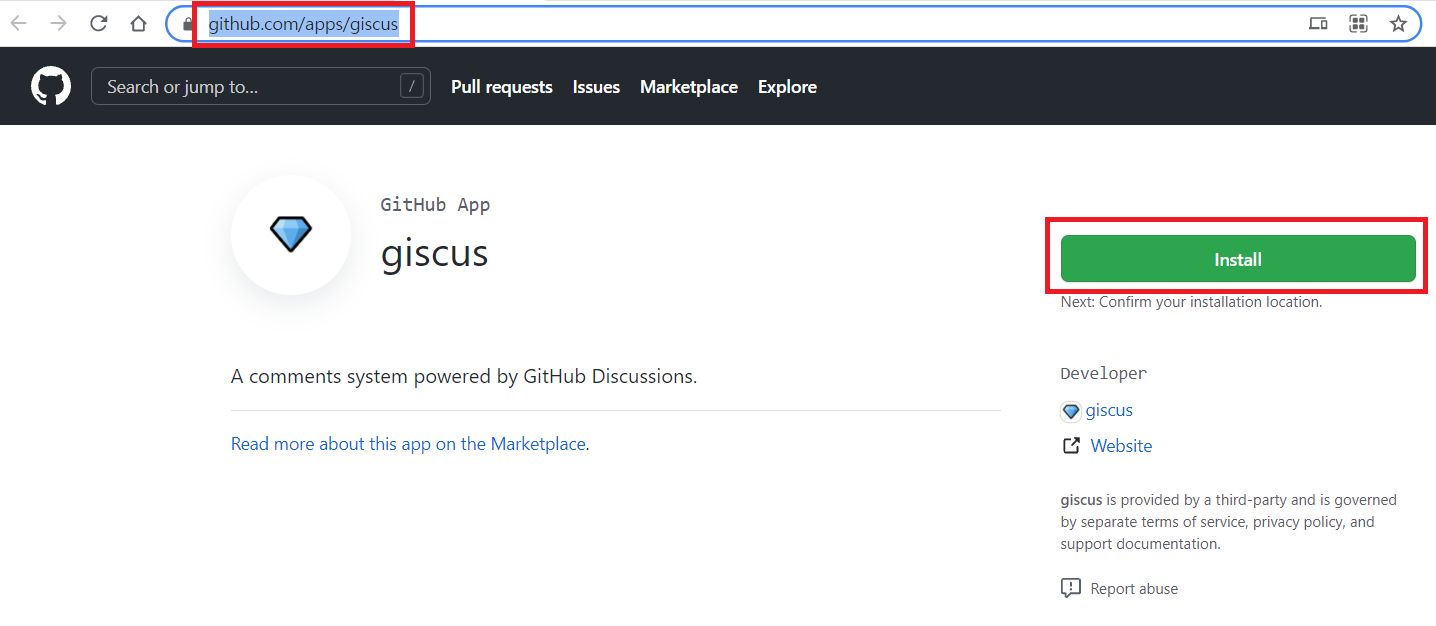 github.com/apps/giscus
Search or jump to...
/
Pull requests
Issues
Marketplace
Explore
GitHub App
giscus
Install
Next: Confirm your installation location.
A comments system powered by GitHub Discussions.
Read more about this app on the Marketplace.
Developer
giscus
Website
giscus is provided by a third-party and is governed
by separate terms of service, privacy policy, and
support documentation.
Report abuse